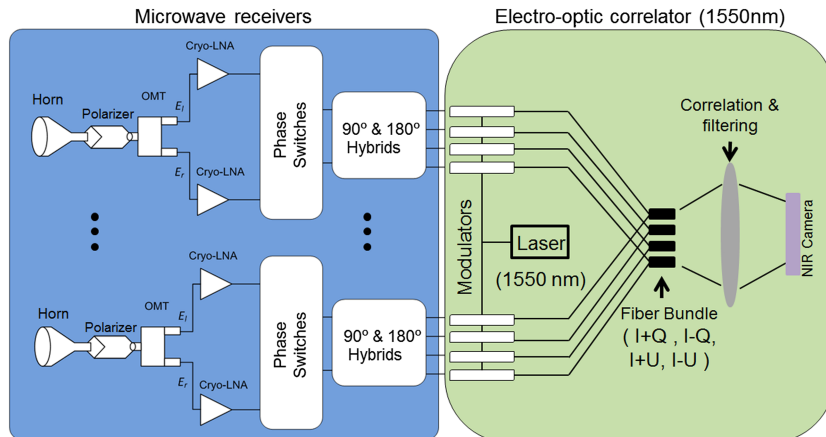 Microwave receivers
Electro-optic correlator (1550nm)
Cryo-LNA
Horn
Polarizer
OMT
El
Er
Cryo-LNA
Phase
Switches
90º & 180º
Hybrids
Correlation &
filtering
Modulators
Laser
(1550 nm)
NIR Camera
Fiber Bundle
( I+Q , I-Q,
I+U, I-U )
Cryo-LNA
Horn
Polarizer
OMT
El
Er
Cryo-LNA
Phase
Switches
90º & 180º
Hybrids